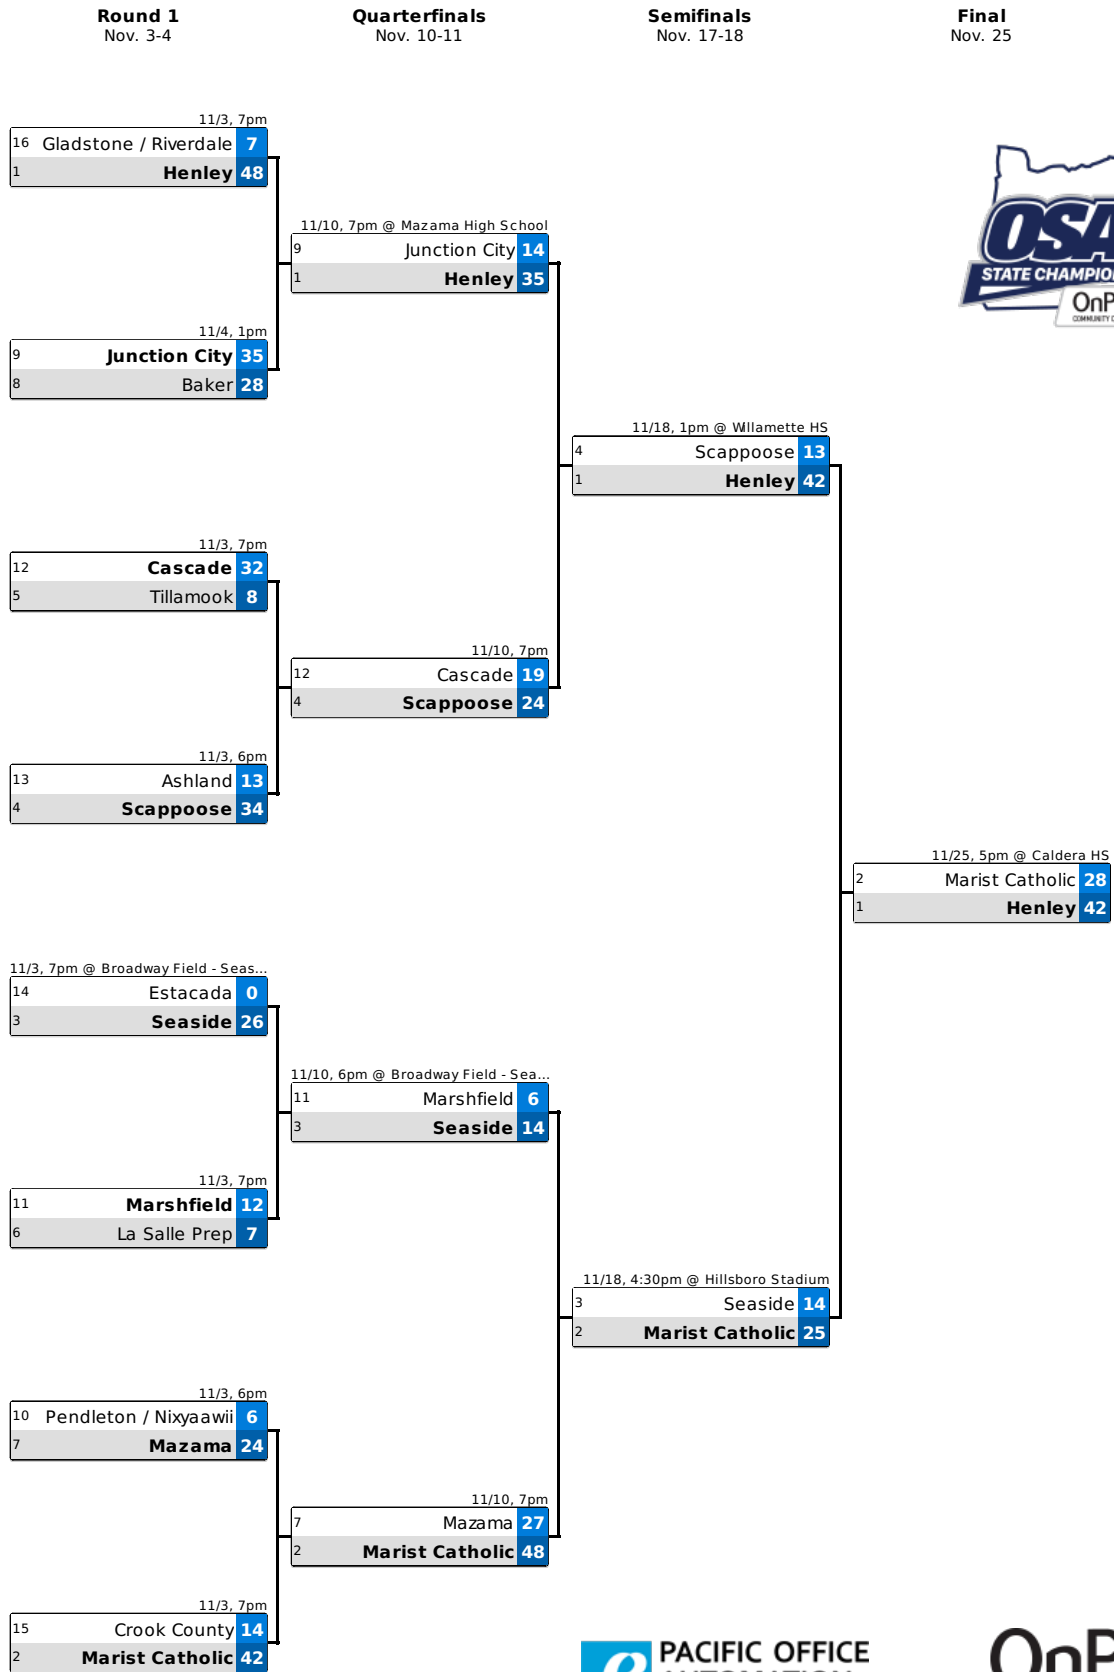 Round 1
Nov. 3-4
Quarterfinals
Nov. 10-11
Semifinals
Nov. 17-18
Final
Nov. 25
11/3, 7pm
16 Gladstone / Riverdale 7
1 Henley 48
11/4, 1pm
9 Junction City 35
8 Baker 28
11/3, 7pm
12 Cascade 32
5 Tillamook 8
11/3, 6pm
13 Ashland 13
4 Scappoose 34
11/3, 7pm @ Broadway Field - Seas...
14 Estacada 0
3 Seaside 26
11/3, 7pm
11 Marshfield 12
6 La Salle Prep 7
11/3, 6pm
10 Pendleton / Nixyaawii 6
7 Mazama 24
11/3, 7pm
15 Crook County 14
2 Marist Catholic 42
11/10, 7pm @ Mazama High School
9 Junction City 14
1 Henley 35
11/10, 7pm
12 Cascade 19
4 Scappoose 24
11/10, 6pm @ Broadway Field - Sea...
11 Marshfield 6
3 Seaside 14
11/10, 7pm
7 Mazama 27
2 Marist Catholic 48
11/18, 1pm @ Willamette HS
4 Scappoose 13
1 Henley 42
11/18, 4:30pm @ Hillsboro Stadium
3 Seaside 14
2 Marist Catholic 25
11/25, 5pm @ Caldera HS
2 Marist Catholic 28
1 Henley 42
OSA
STATE CHAMPIO
OnP
COMMUNITY C
PACIFIC OFFICE
AUTOMATION
OnP